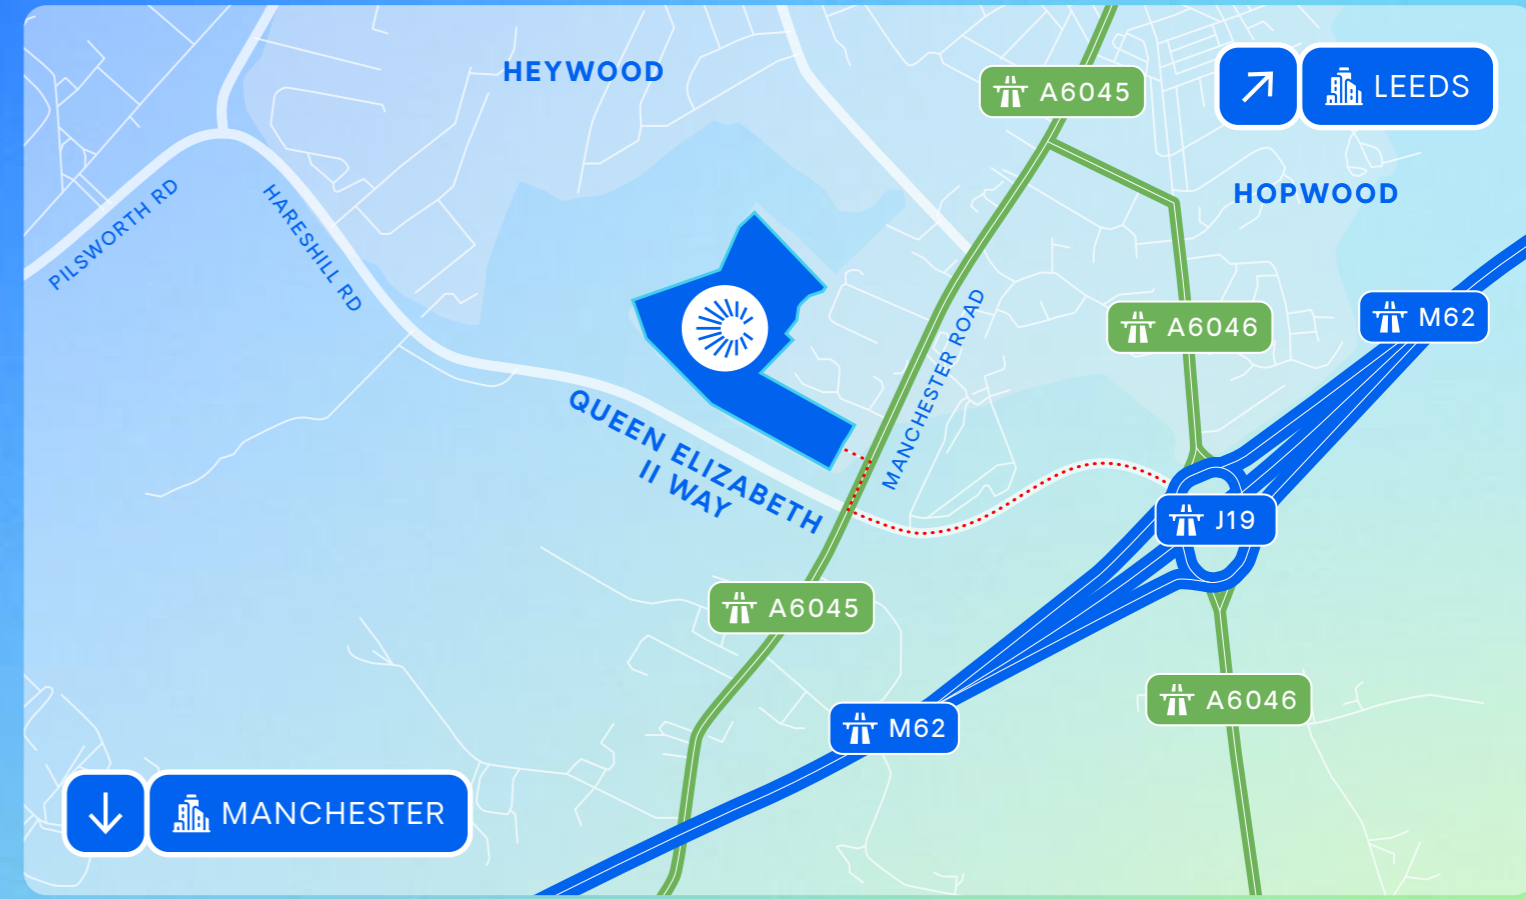 HEYWOOD
A6045
LEEDS
HOPWOOD
PILSWORTH RD
HARESHILL RD
MANCHESTER ROAD
A6046
M62
QUEEN ELIZABETH
II WAY
J19
A6045
A6046
M62
MANCHESTER